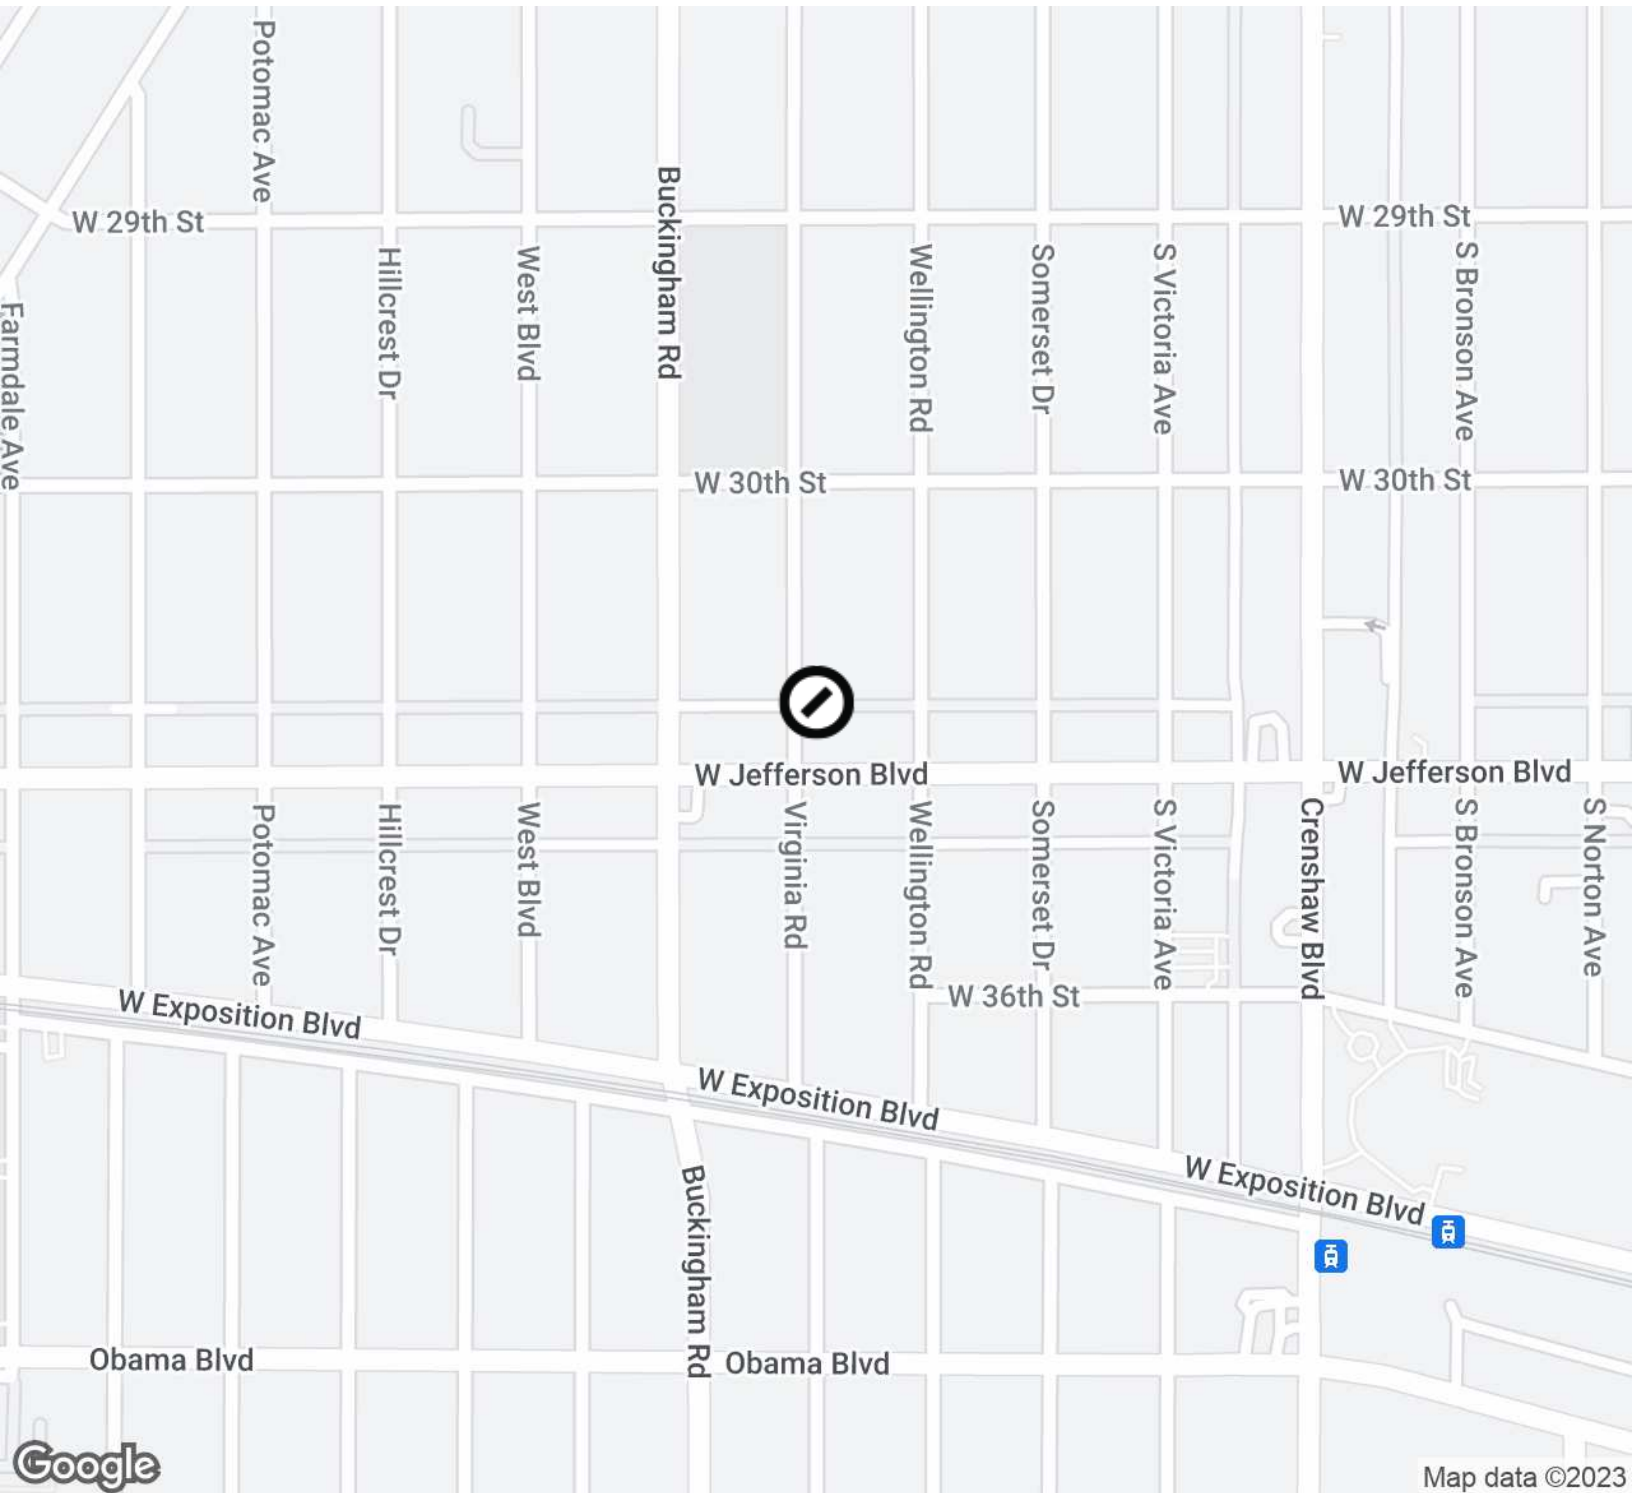 Potomac Ave
Buckingham Rd
W 29th St
W 29th St
Hillcrest Dr
West Blvd
Wellington Rd
Somerset Dr
S Victoria Ave
S Bronson Ave
Farmdale Ave
W 30th St
W 30th St
W Jefferson Blvd
W Jefferson Blvd
Potomac Ave
Hillcrest Dr
West Blvd
Virginia Rd
Wellington Rd
Somerset Dr
S Victoria Ave
Crenshaw Blvd
S Bronson Ave
S Norton Ave
W 36th St
W Exposition Blvd
W Exposition Blvd
W Exposition Blvd
Buckingham Rd
Obama Blvd
Obama Blvd
Google
Map data ©2023